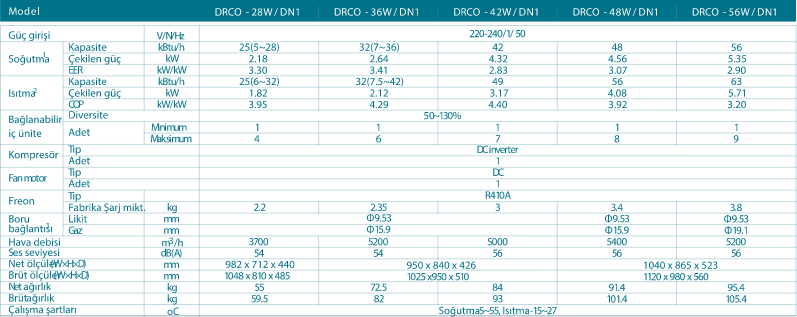 Model DRCO - 28W / DN1 DRCO - 36W / DN1 DRCO - 42W / DN1 DRCO - 48W / DN1 DRCO - 56W / DN1
Güç girişi V/N/Hz 220-240/1/ 50
Soğutma1 Kapasite kBtu/h 25(5~28) 32(7~36) 42 48 56
Çekilen güç kW 2.18 2.64 4.32 4.56 5.35
EER kW/kW 3.30 3.41 2.83 3.07 2.90
Isıtma2 Kapasite kBtu/h 25(6~32) 32(7.5~42) 49 56 63
Çekilen güç kW 1.82 2.12 3.17 4.08 5.71
COP kW/kW 3.95 4.29 4.40 3.92 3.20
Bağlanabilir iç ünite Diversite 50~130%
Adet Minimum 1 1 1 1 1
Maksimum 4 6 7 8 9
Kompresör Tip DC inverter
Adet 1
Fan motor Tip DC
Adet 1
Freon Tip R410A
Fabrika Şarj mikt. kg 2.2 2.35 3 3.4 3.8
Boru bağlantısı3 Likit mm Φ9.53 Φ9.53 Φ9.53
Gaz mm Φ15.9 Φ15.9 Φ19.1
Hava debisi m³/h 3700 5200 5000 5400 5200
Ses seviyesi dB(A) 54 54 56 56 56
Net ölçüler(W×H×D) mm 982 x 712 x 440 950 x 840 x 426 1040 x 865 x 523
Brüt ölçüler(W×H×D) mm 1048 x 810 x 485 1025 x 950 x 510 1120 x 980 x 560
Net ağırlık kg 55 72.5 84 91.4 95.4
Brüt ağırlık kg 59.5 82 93 101.4 105.4
Çalışma şartları oC Soğutma:5~55, Isıtma:-15~27